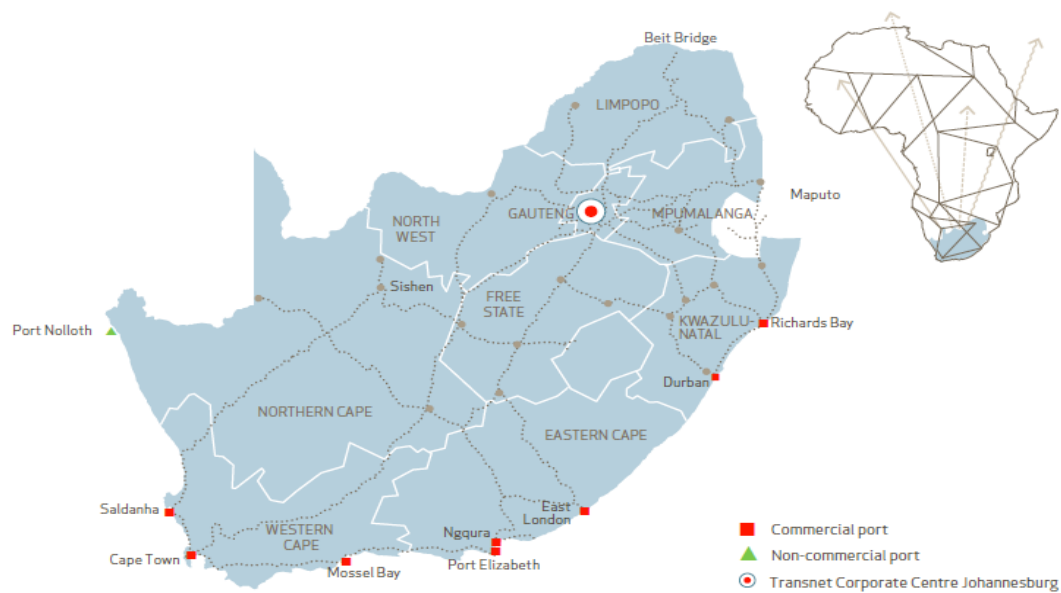 Beit Bridge
LIMPOPO
Maputo
GAUTENG
MPUMALANGA
NORTH
WEST
Sishen
FREE
STATE
Port Nolloth
KWAZULU-
NATAL
Richards Bay
Durban
NORTHERN CAPE
EASTERN CAPE
Saldanha
East
London
WESTERN
CAPE
Ngqura
Cape Town
Port Elizabeth
Mossel Bay
Commercial port
Non-commercial port
Transnet Corporate Centre Johannesburg